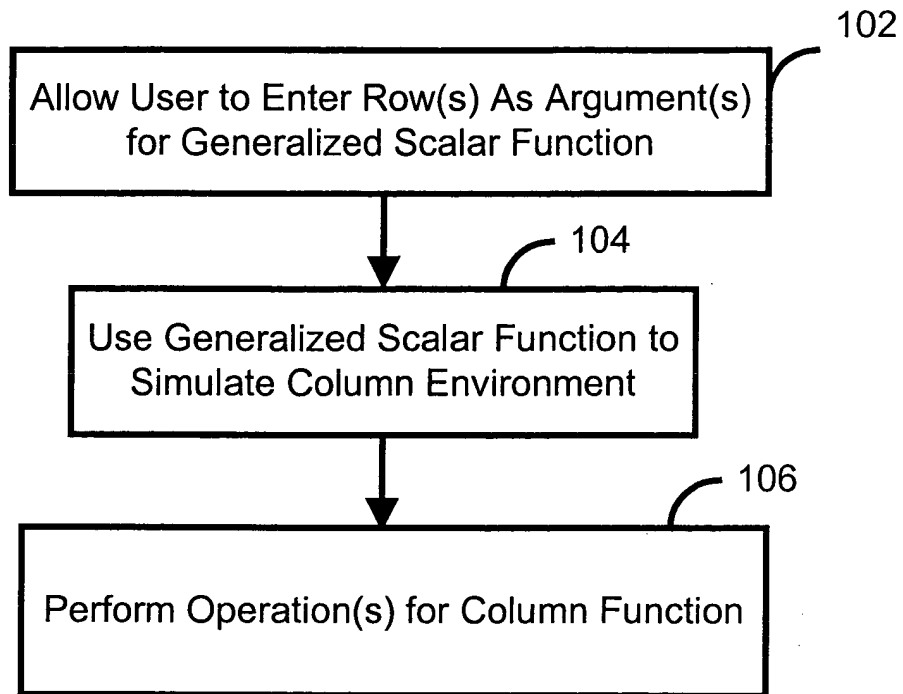 102
Allow User to Enter Row(s) As Argument(s)
for Generalized Scalar Function
104
Use Generalized Scalar Function to
Simulate Column Environment
106
Perform Operation(s) for Column Function